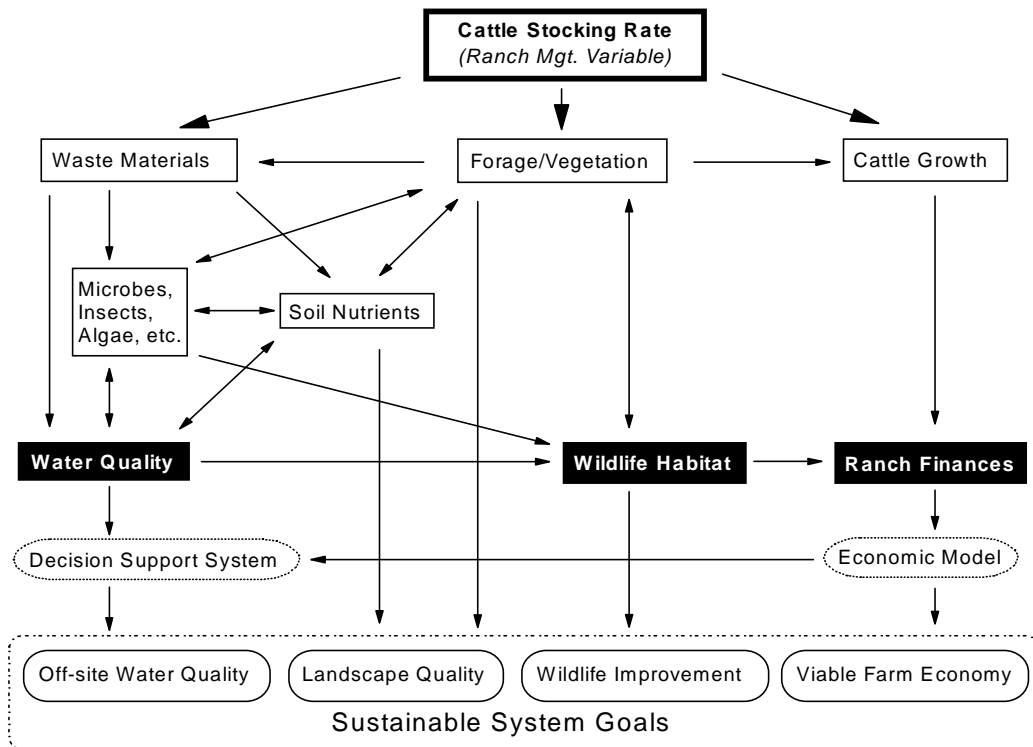 Cattle Stocking Rate
(Ranch Mgt. Variable)
Waste Materials
Forage/Vegetation
Cattle Growth
Microbes,
Insects,
Algae, etc.
Soil Nutrients
Water Quality
Wildlife Habitat
Ranch Finances
Decision Support System
Economic Model
Off-site Water Quality
Landscape Quality
Wildlife Improvement
Viable Farm Economy
Sustainable System Goals